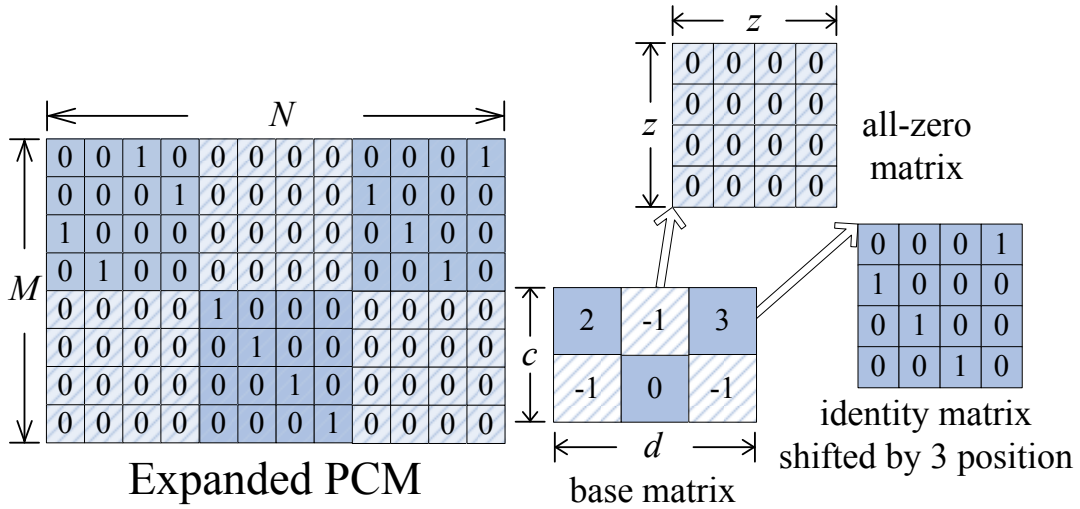 N
M
0 0 1 0 0 0 0 0 0 0 0 1
0 0 0 1 0 0 0 0 1 0 0 0
1 0 0 0 0 0 0 0 0 1 0 0
0 1 0 0 0 0 0 0 0 0 1 0
0 0 0 0 1 0 0 0 0 0 0 0
0 0 0 0 0 1 0 0 0 0 0 0
0 0 0 0 0 0 1 0 0 0 0 0
0 0 0 0 0 0 0 1 0 0 0 0
Expanded PCM
z
z
0 0 0 0
0 0 0 0
0 0 0 0
0 0 0 0
all-zero
matrix
c
2 -1 3
-1 0 -1
d
base matrix
0 0 0 1
1 0 0 0
0 1 0 0
0 0 1 0
identity matrix
shifted by 3 position